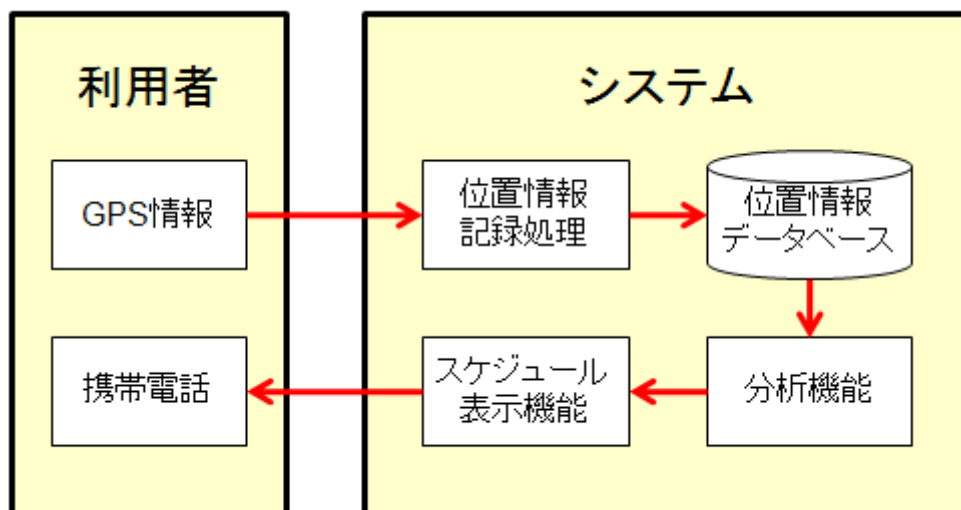 利用者
システム
GPS情報
位置情報
記録処理
位置情報
データベース
携帯電話
スケジュール
表示機能
分析機能